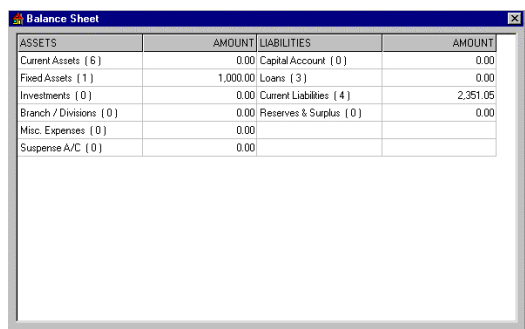 Balance Sheet
ASSETS AMOUNT LIABILITIES AMOUNT
Current Assets ( 6 ) 0.00 Capital Account ( 0 ) 0.00
Fixed Assets ( 1 ) 1,000.00 Loans ( 3 ) 0.00
Investments ( 0 ) 0.00 Current Liabilities ( 4 ) 2,351.05
Branch / Divisions ( 0 ) 0.00 Reserves & Surplus ( 0 ) 0.00
Misc. Expenses ( 0 ) 0.00
Suspense A/C ( 0 ) 0.00